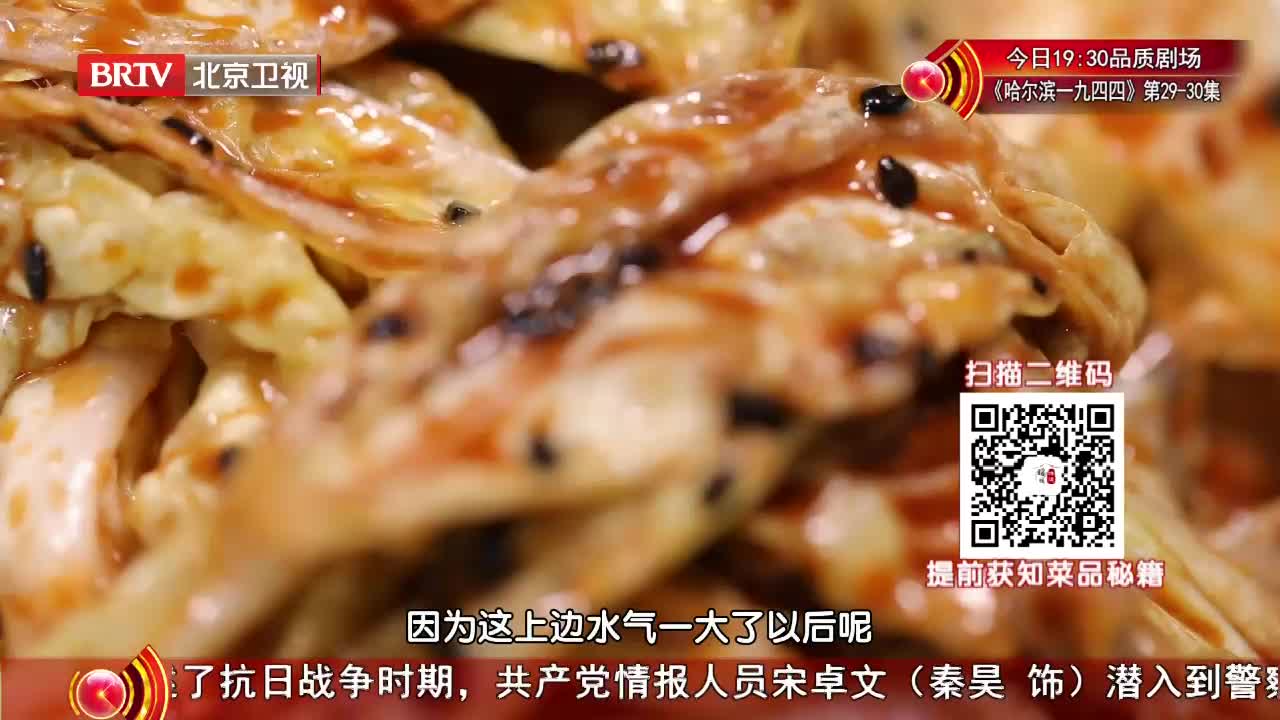 BRTV 北京卫视
今日19:30品质剧场
《哈尔滨一九四四》第29-30集
扫描二维码
提前获知菜品秘籍
因为这上边水气一大了以后呢
了抗日战争时期，共产党情报人员宋卓文（秦昊 饰）潜入到警察